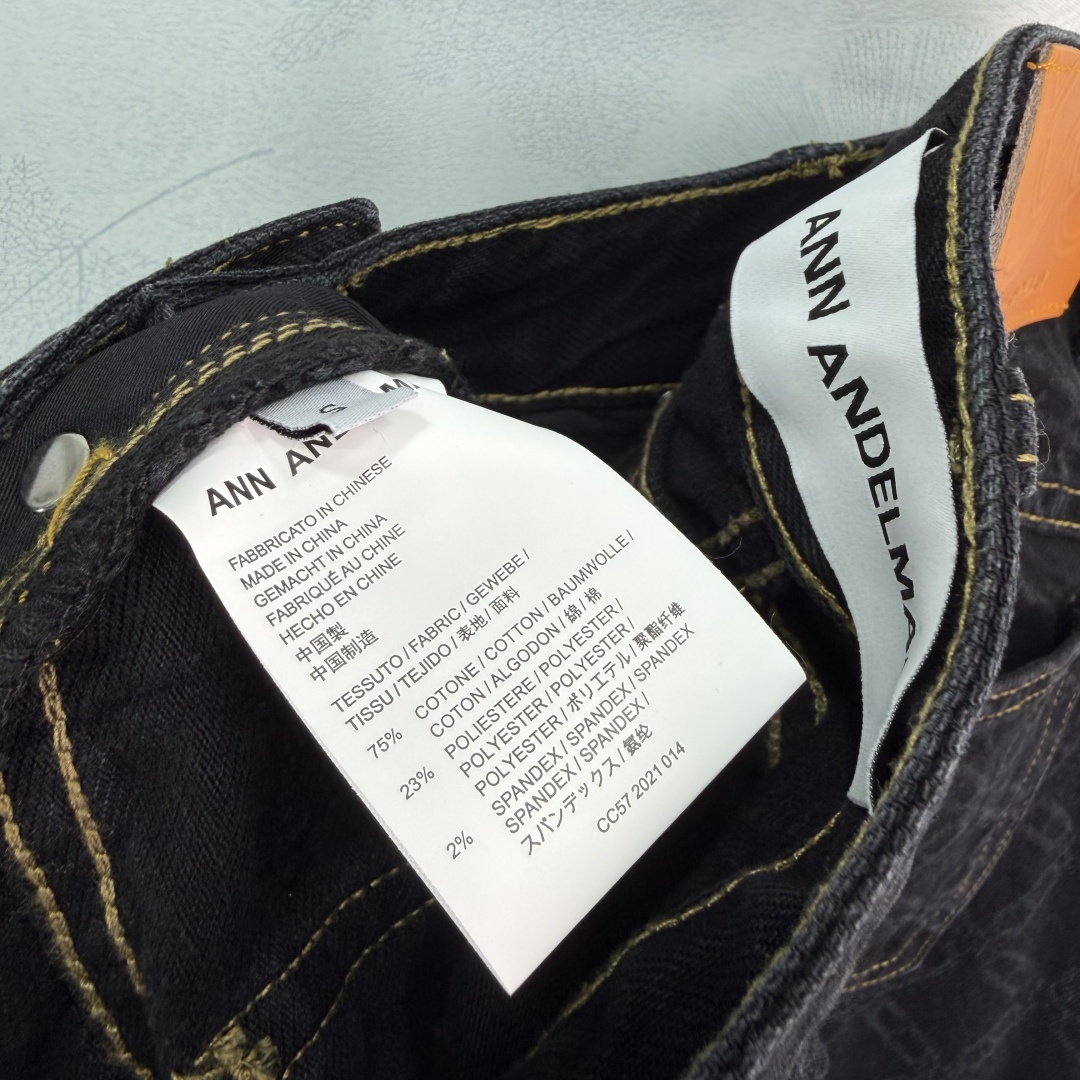 ANN ANDELMA
S
M
ANN AN
FABBRICATO IN CHINESE
MADE IN CHINA
GEMACHT IN CHINA
FABRIQUÉ AU CHINE
HECHO EN CHINE
中国製
中国制造
TESSUTO / FABRIC / GEWEBE /
TISSU / TEJIDO / 表地 / 面料
75% COTONE / COTTON / BAUMWOLLE /
COTON / ALGODON / 綿 / 棉
23% POLIESTERE / POLYESTER /
POLYESTER / POLYESTER /
POLYESTER / ポリエテル / 聚酯纤维
2% SPANDEX / SPANDEX / SPANDEX
SPANDEX / SPANDEX /
スパンデックス / 氨纶
CC57 2021 014